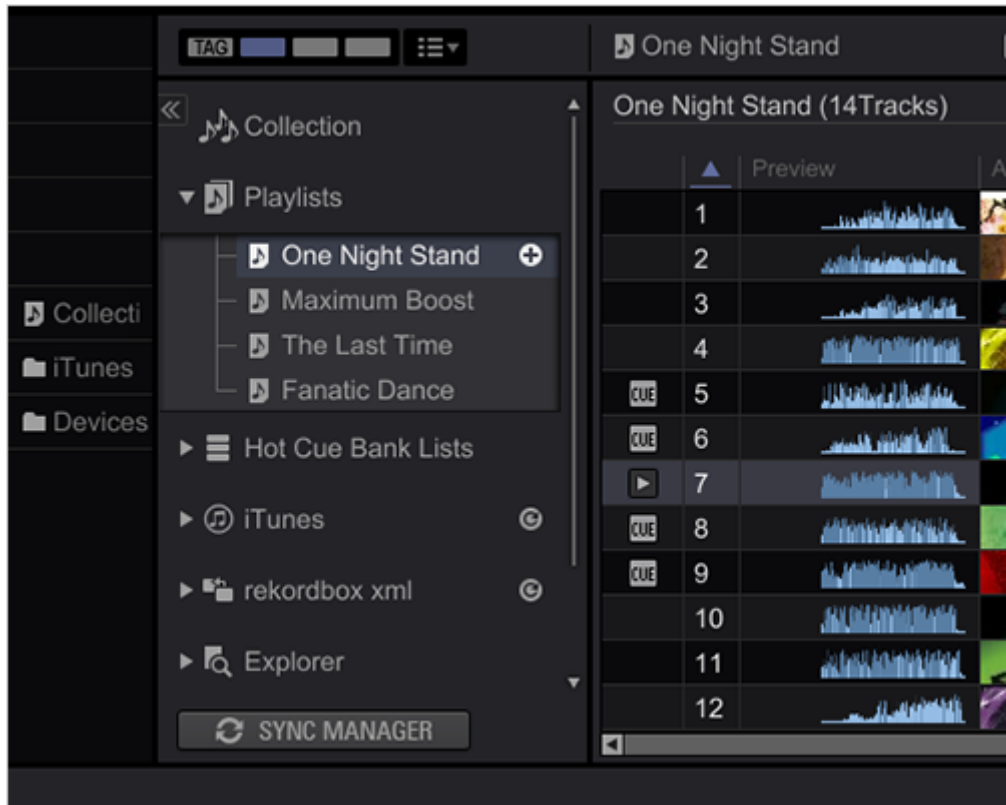 TAG
One Night Stand
Collecti
iTunes
Devices
Collection
Playlists
One Night Stand
Maximum Boost
The Last Time
Fanatic Dance
Hot Cue Bank Lists
iTunes
rekordbox xml
Explorer
SYNC MANAGER
One Night Stand (14Tracks)
Preview A
1
2
3
4
CUE 5
CUE 6
7
CUE 8
CUE 9
10
11
12